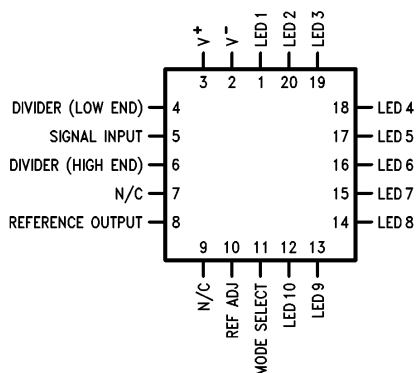 V+
V-
LED 1
LED 2
LED 3
3 2 1 20 19
DIVIDER (LOW END) 4
SIGNAL INPUT 5
DIVIDER (HIGH END) 6
N/C 7
REFERENCE OUTPUT 8
18 LED 4
17 LED 5
16 LED 6
15 LED 7
14 LED 8
9 10 11 12 13
N/C
REF ADJ
MODE SELECT
LED 10
LED 9